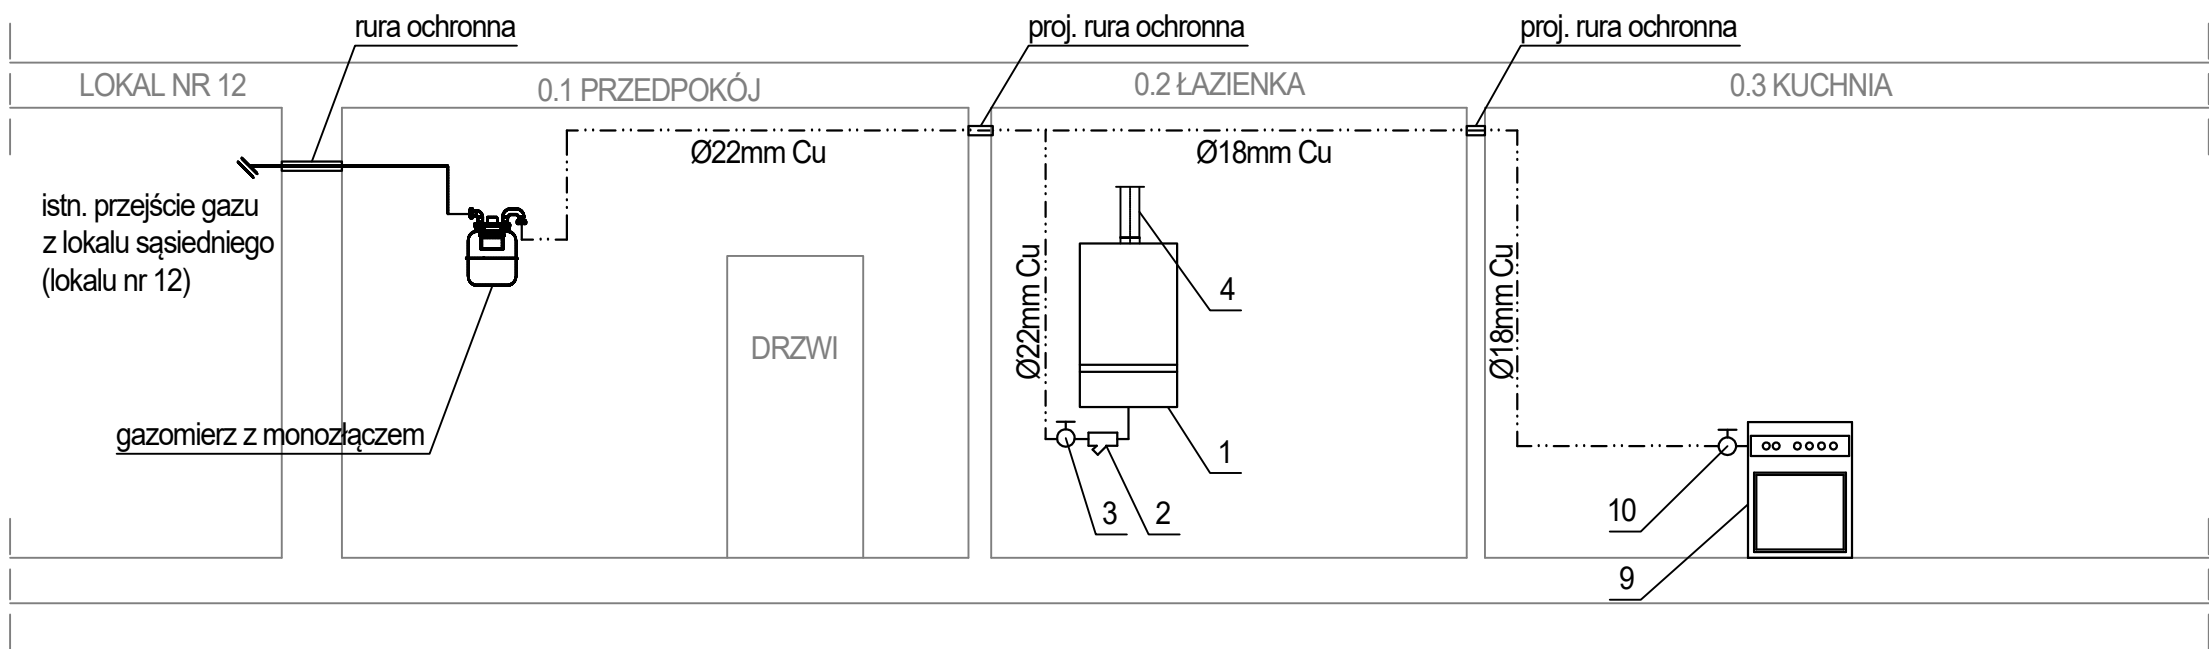 rura ochronna
proj. rura ochronna
proj. rura ochronna
LOKAL NR 12
0.1 PRZEDPOKÓJ
0.2 ŁAZIENKA
0.3 KUCHNIA
Ø22mm Cu
Ø18mm Cu
istn. przejście gazu
z lokalu sąsiedniego
(lokalu nr 12)
Ø22mm Cu
Ø18mm Cu
4
DRZWI
gazomierz z monozłączem
1
3
2
10
9